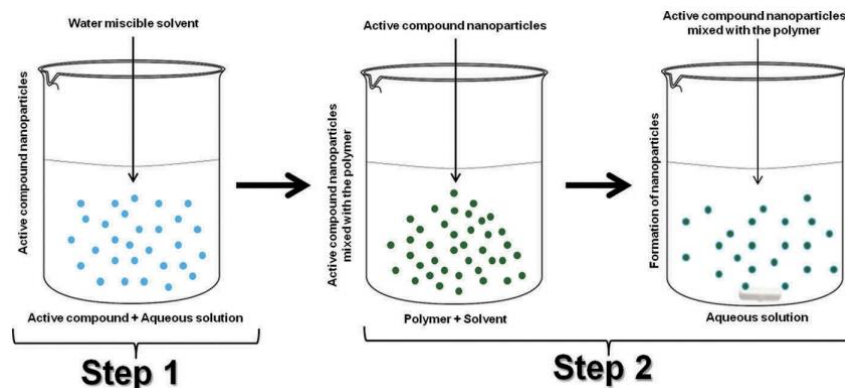 Water miscible solvent
Active compound nanoparticles
Active compound + Aqueous solution
Step 1
Active compound nanoparticles
Active compound nanoparticles
mixed with the polymer
Polymer + Solvent
Active compound nanoparticles
mixed with the polymer
Formation of nanoparticles
Aqueous solution
Step 2